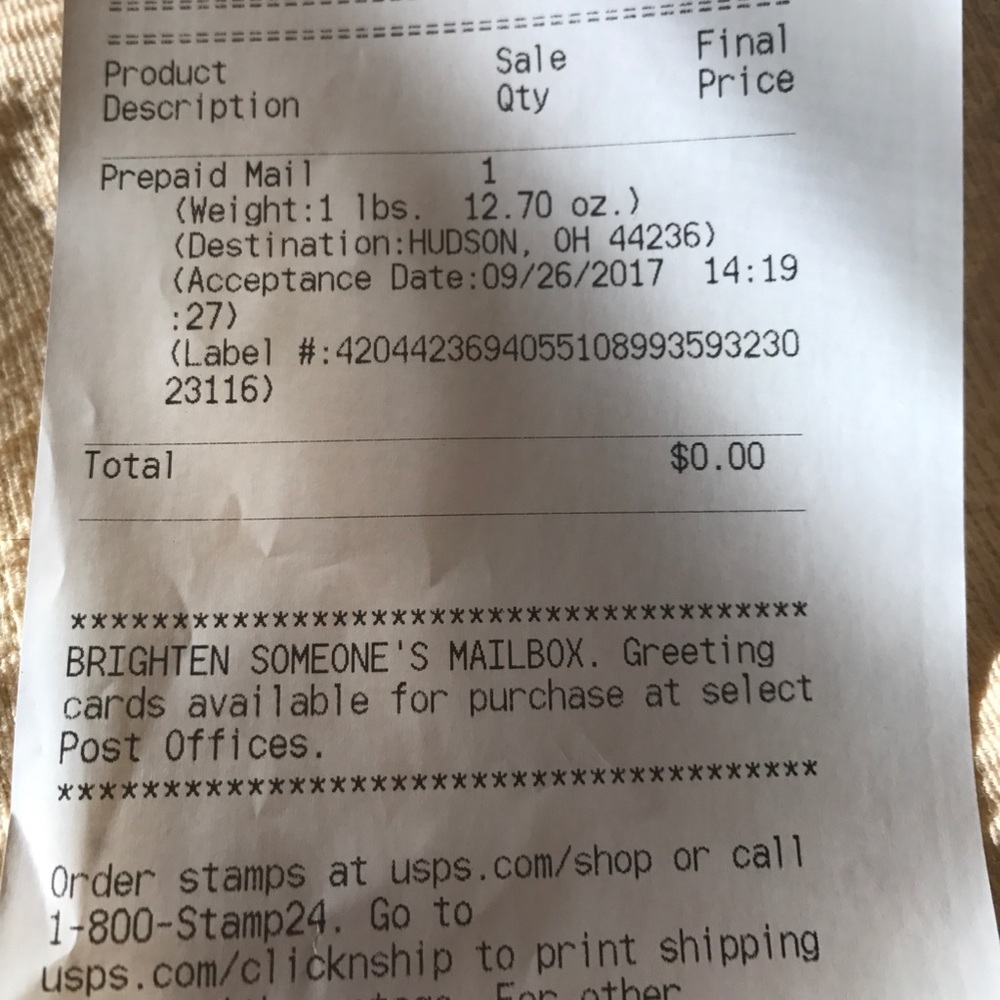 ======================================
======================================
Product Sale Final
Description Qty Price
Prepaid Mail 1
(Weight:1 lbs. 12.70 oz.)
(Destination:HUDSON, OH 44236)
(Acceptance Date:09/26/2017 14:19
:27)
(Label #:4204423694055108993593230
23116)
Total $0.00
****************************************
BRIGHTEN SOMEONE'S MAILBOX. Greeting
cards available for purchase at select
Post Offices.
****************************************
Order stamps at usps.com/shop or call
1-800-Stamp24. Go to
usps.com/clicknship to print shipping
For other